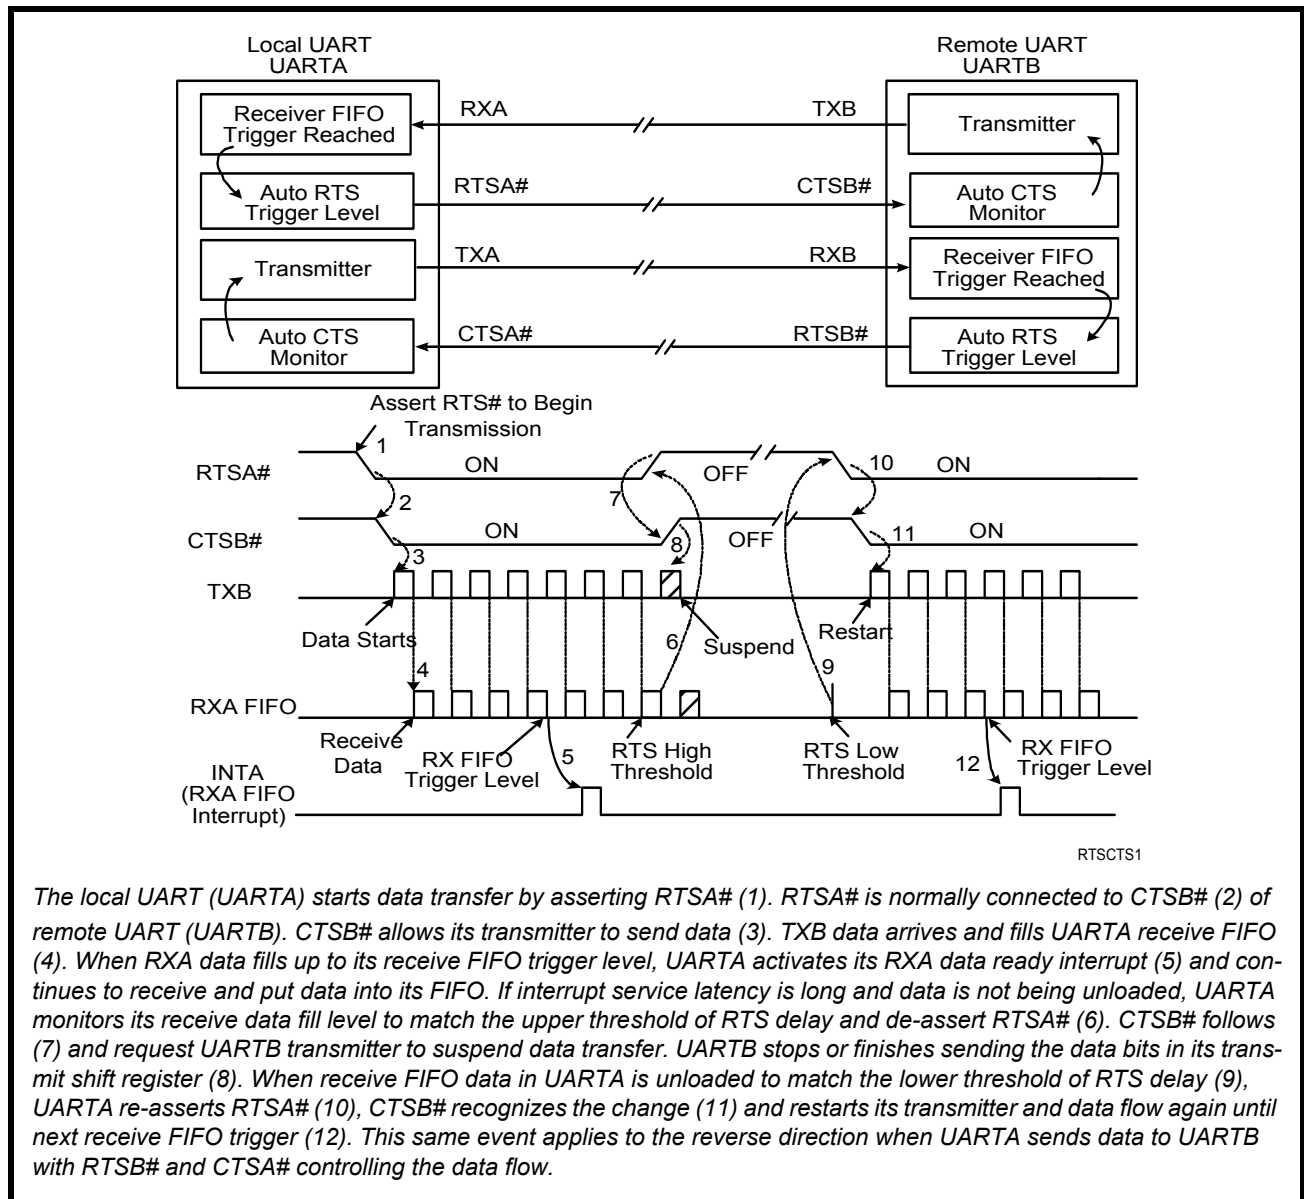 Local UART
UARTA
Remote UART
UARTB
Receiver FIFO
Trigger Reached
RXA
TXB
Transmitter
Auto RTS
Trigger Level
RTSA#
CTSB#
Auto CTS
Monitor
Transmitter
TXA
RXB
Receiver FIFO
Trigger Reached
Auto CTS
Monitor
CTSA#
RTSB#
Auto RTS
Trigger Level
Assert RTS# to Begin
Transmission
1
RTSA#
ON
OFF
10
ON
2
7
CTSB#
ON
OFF
11
ON
3
8
TXB
Data Starts
6
Suspend
Restart
4
9
RXA FIFO
Receive
Data
RX FIFO
Trigger Level
5
RTS High
Threshold
RTS Low
Threshold
12
RX FIFO
Trigger Level
INTA
(RXA FIFO
Interrupt)
RTSCTS1
The local UART (UARTA) starts data transfer by asserting RTSA# (1). RTSA# is normally connected to CTSB# (2) of
remote UART (UARTB). CTSB# allows its transmitter to send data (3). TXB data arrives and fills UARTA receive FIFO
(4). When RXA data fills up to its receive FIFO trigger level, UARTA activates its RXA data ready interrupt (5) and con-
tinues to receive and put data into its FIFO. If interrupt service latency is long and data is not being unloaded, UARTA
monitors its receive data fill level to match the upper threshold of RTS delay and de-assert RTSA# (6). CTSB# follows
(7) and request UARTB transmitter to suspend data transfer. UARTB stops or finishes sending the data bits in its trans-
mit shift register (8). When receive FIFO data in UARTA is unloaded to match the lower threshold of RTS delay (9),
UARTA re-asserts RTSA# (10), CTSB# recognizes the change (11) and restarts its transmitter and data flow again until
next receive FIFO trigger (12). This same event applies to the reverse direction when UARTA sends data to UARTB
with RTSB# and CTSA# controlling the data flow.